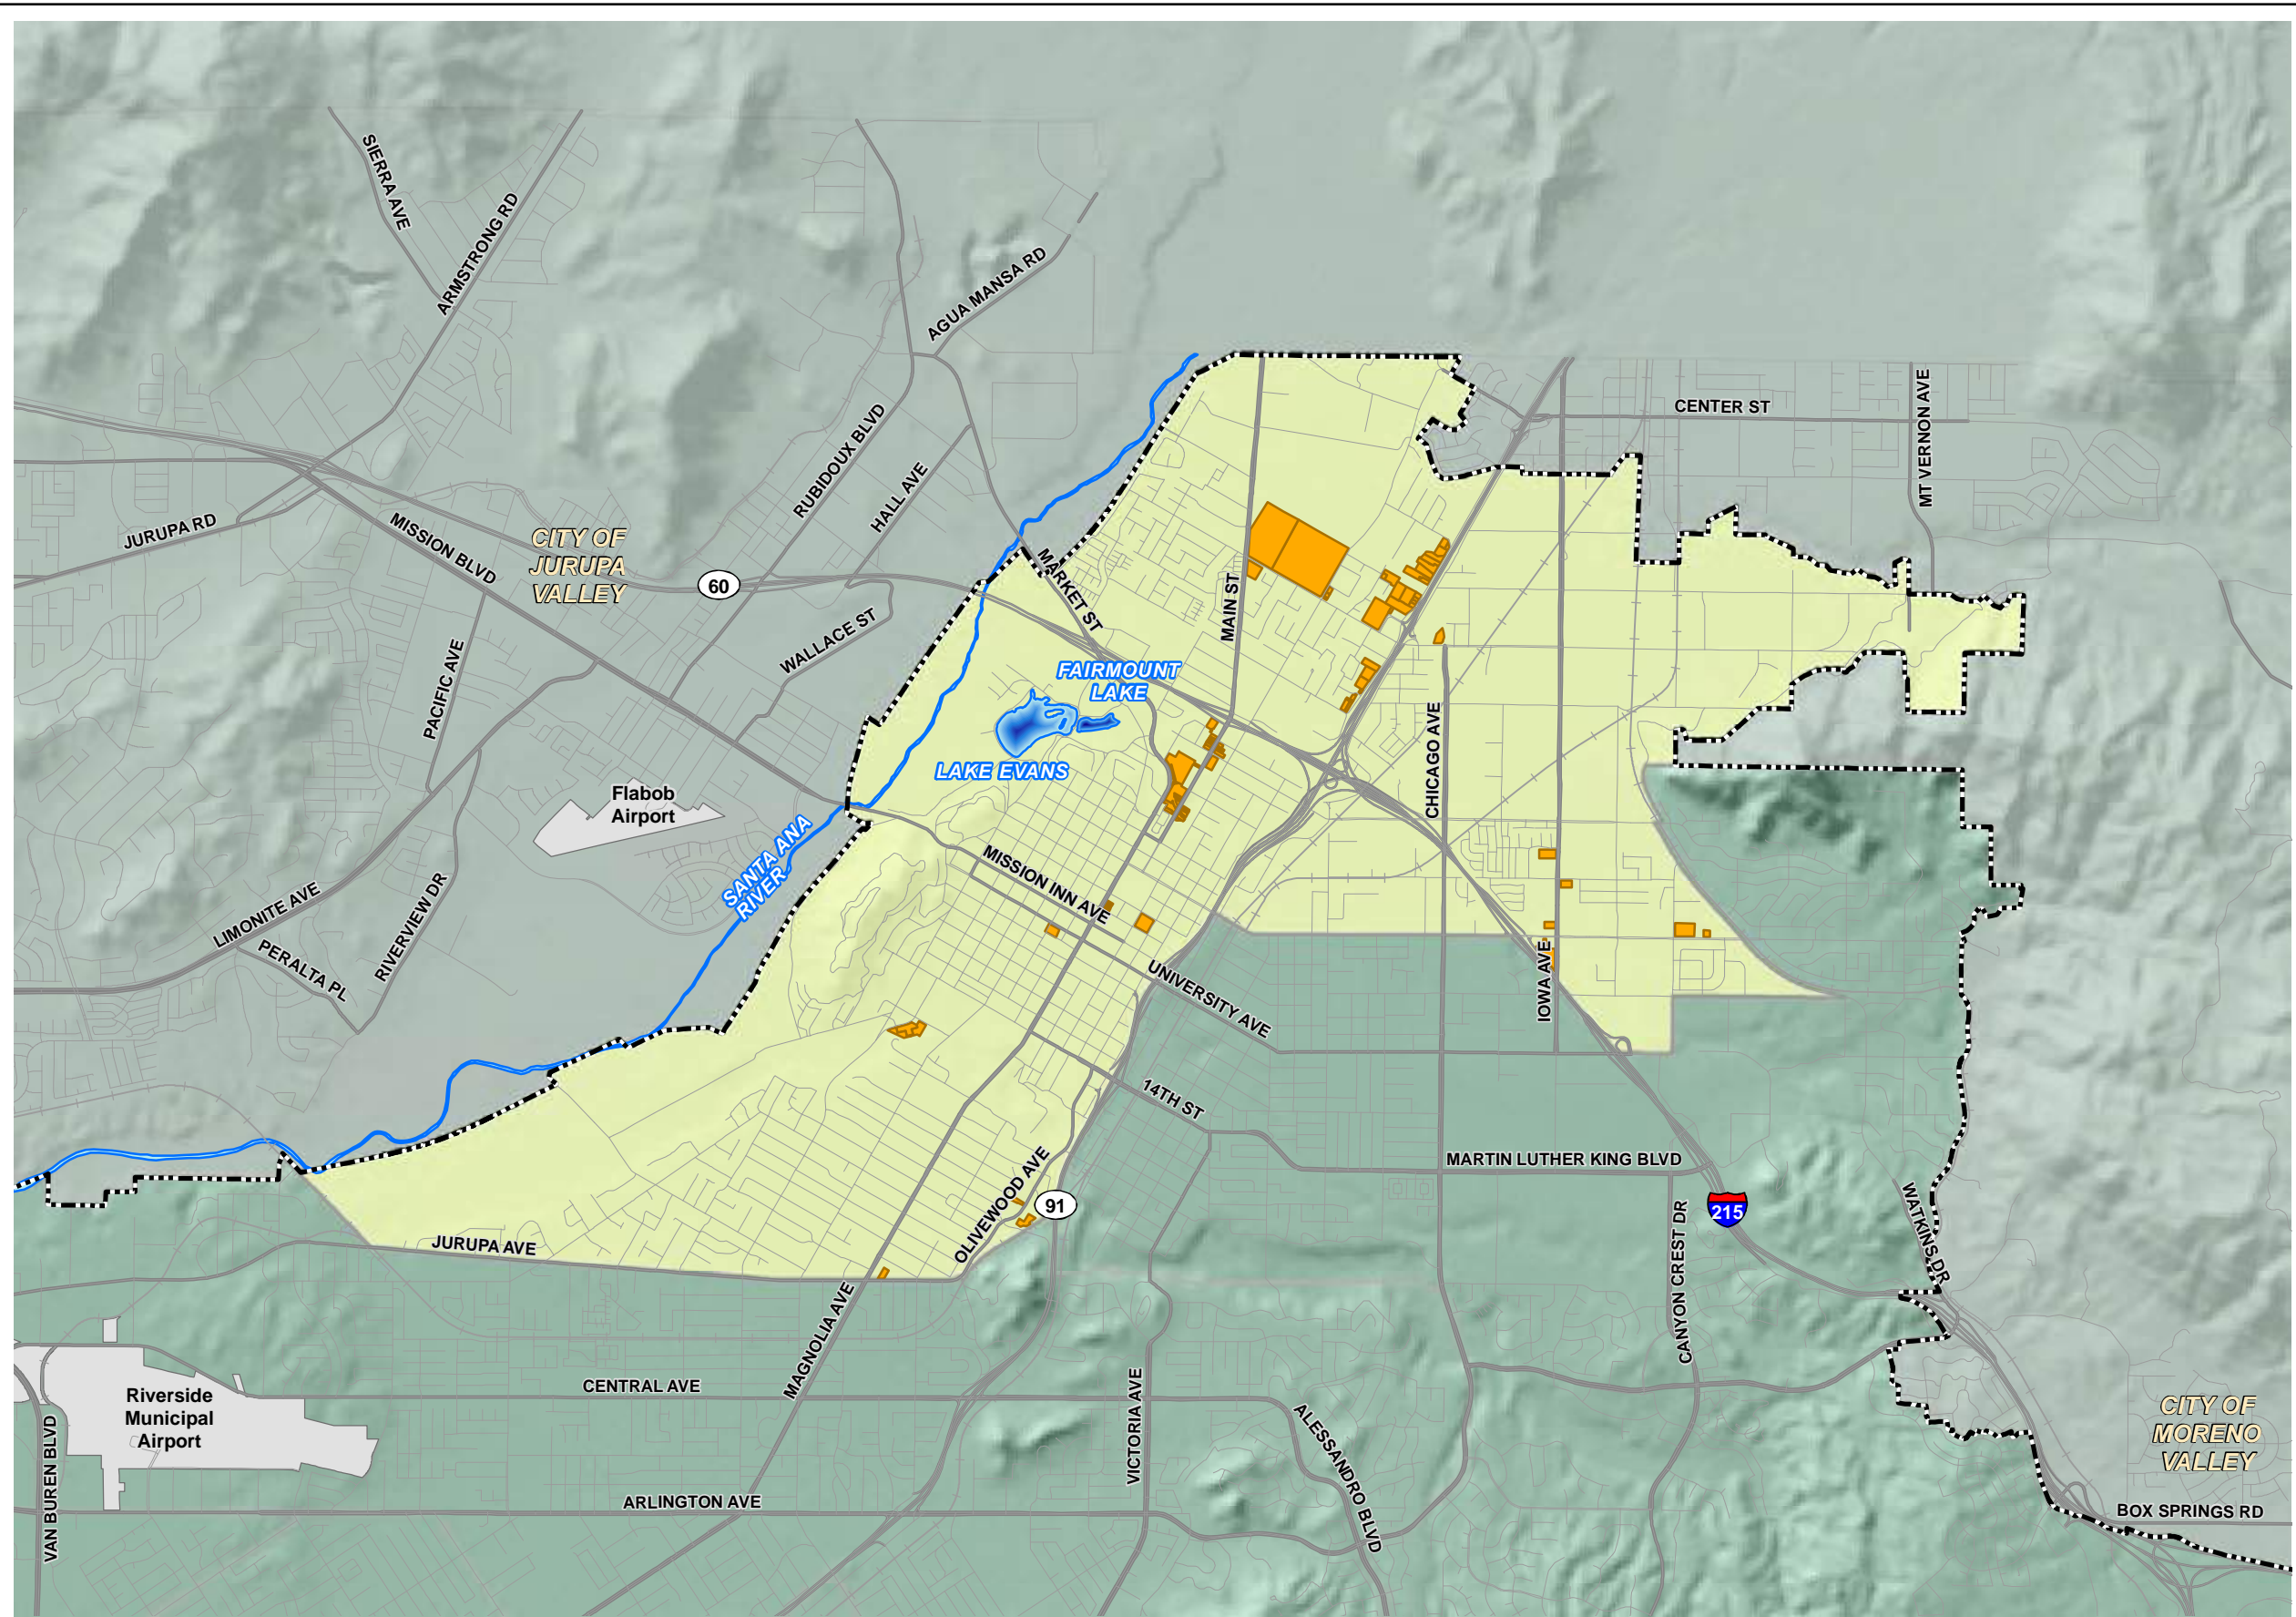 SIERRA AVE
ARMSTRONG RD
AGUA MANSA RD
CENTER ST
MT VERNON AVE
RUBIDOUX BLVD
HALL AVE
JURUPA RD
MISSION BLVD
CITY OF
JURUPA
VALLEY
60
MARKET ST
MAIN ST
WALLACE ST
PACIFIC AVE
FAIRMOUNT
LAKE
LAKE EVANS
CHICAGO AVE
Flabob
Airport
SANTA ANA
RIVER
MISSION INN AVE
LIMONITE AVE
PERALTA PL
RIVERVIEW DR
UNIVERSITY AVE
IOWA AVE
14TH ST
MARTIN LUTHER KING BLVD
OLIVEWOOD AVE
91
215
WATKINS DR
CANYON CREST DR
JURUPA AVE
MAGNOLIA AVE
CENTRAL AVE
Riverside
Municipal
Airport
VICTORIA AVE
ALESSANDRO BLVD
CITY OF
MORENO
VALLEY
VAN BUREN BLVD
ARLINGTON AVE
BOX SPRINGS RD